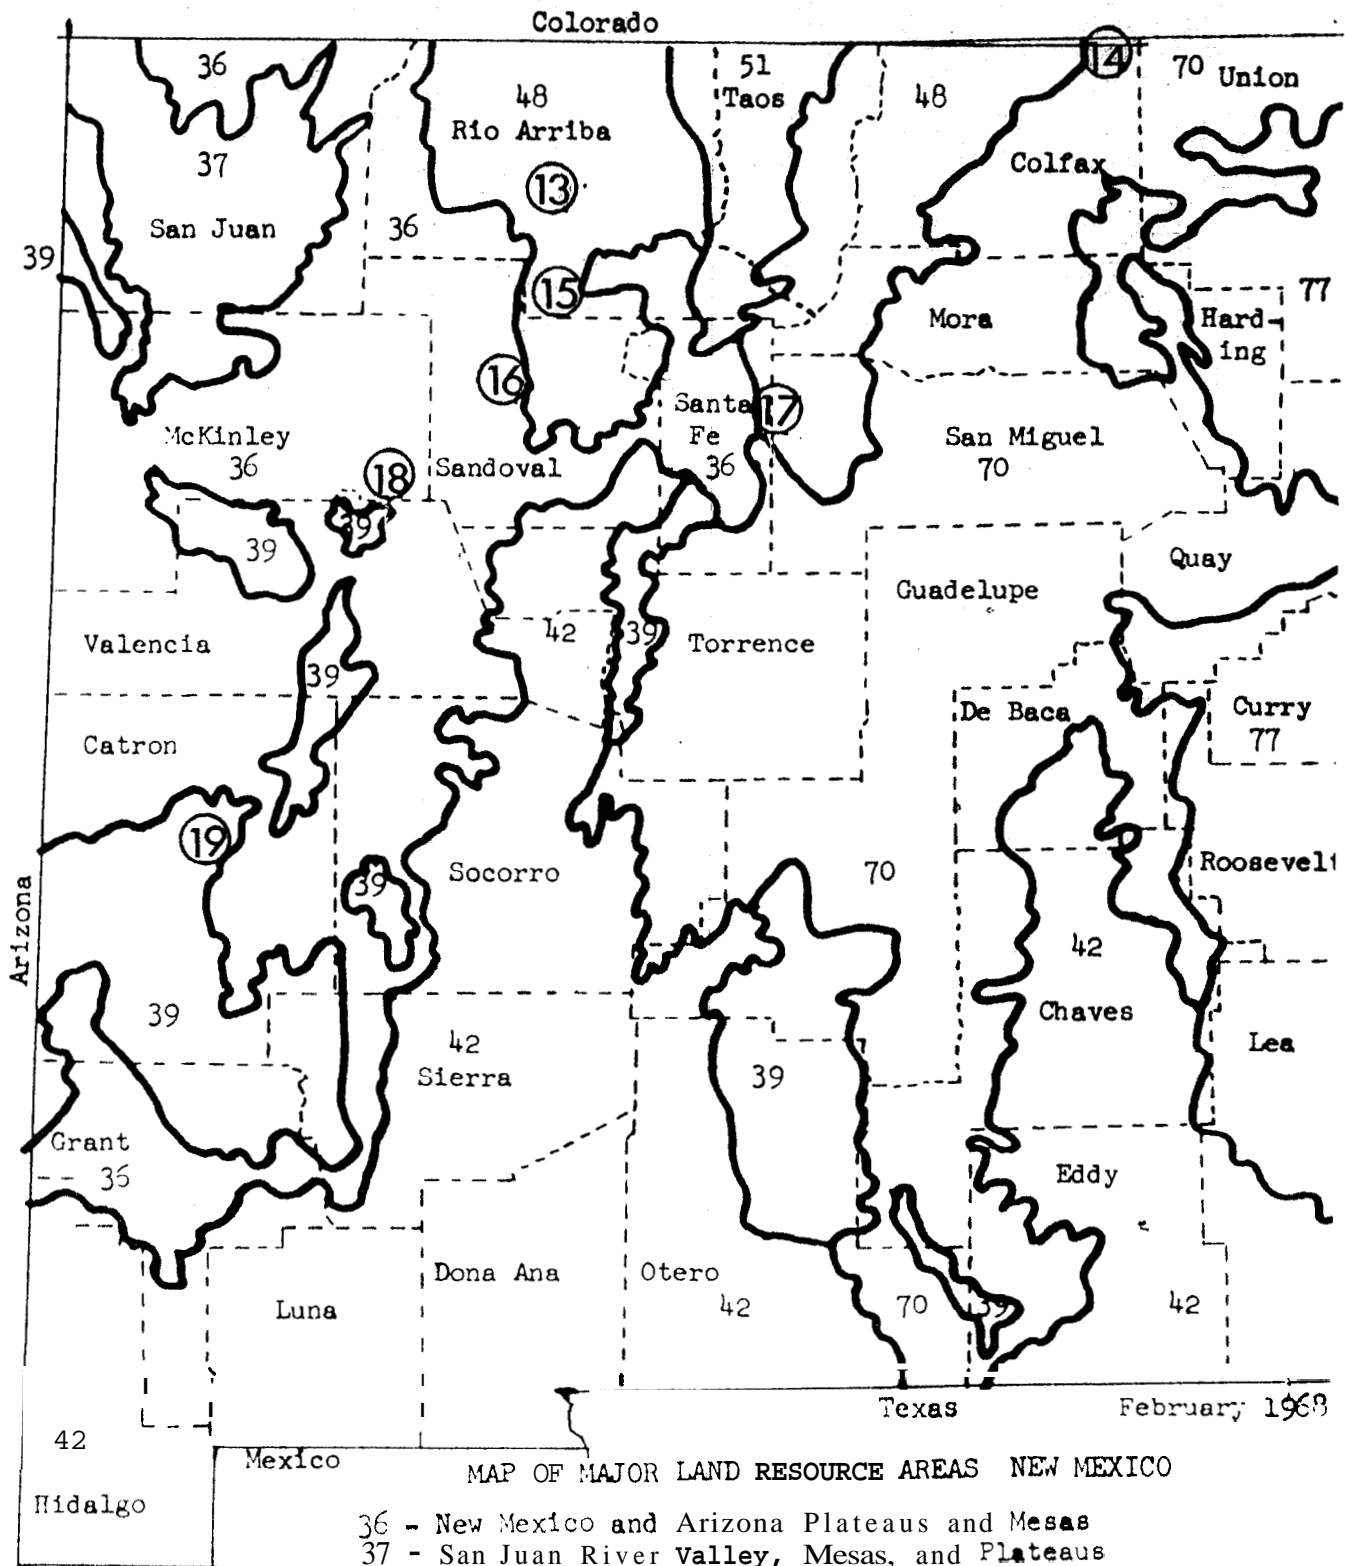 Colorado
36
48
51
Taos
48
14
70 Union
Rio Arriba
37
13
Colfax
San Juan
36
39
15
77
Mora
Hard-
ing
16
Santa
Fe
17
McKinley
36
18
Sandoval
36
San Miguel
70
39
39
Quay
Guadelupe
Valencia
42
39
Torrence
39
De Baca
Curry
77
Catron
19
Socorro
39
70
Roosevelt
Arizona
42
39
Chaves
42
Sierra
39
Lea
Grant
36
Eddy
Dona Ana
Otero
42
Luna
70
39
42
Texas
February 1968
42
Mexico
MAP OF MAJOR LAND RESOURCE AREAS NEW MEXICO
Hidalgo
36 - New Mexico and Arizona Plateaus and Mesas
37 - San Juan River Valley, Mesas, and Plateaus